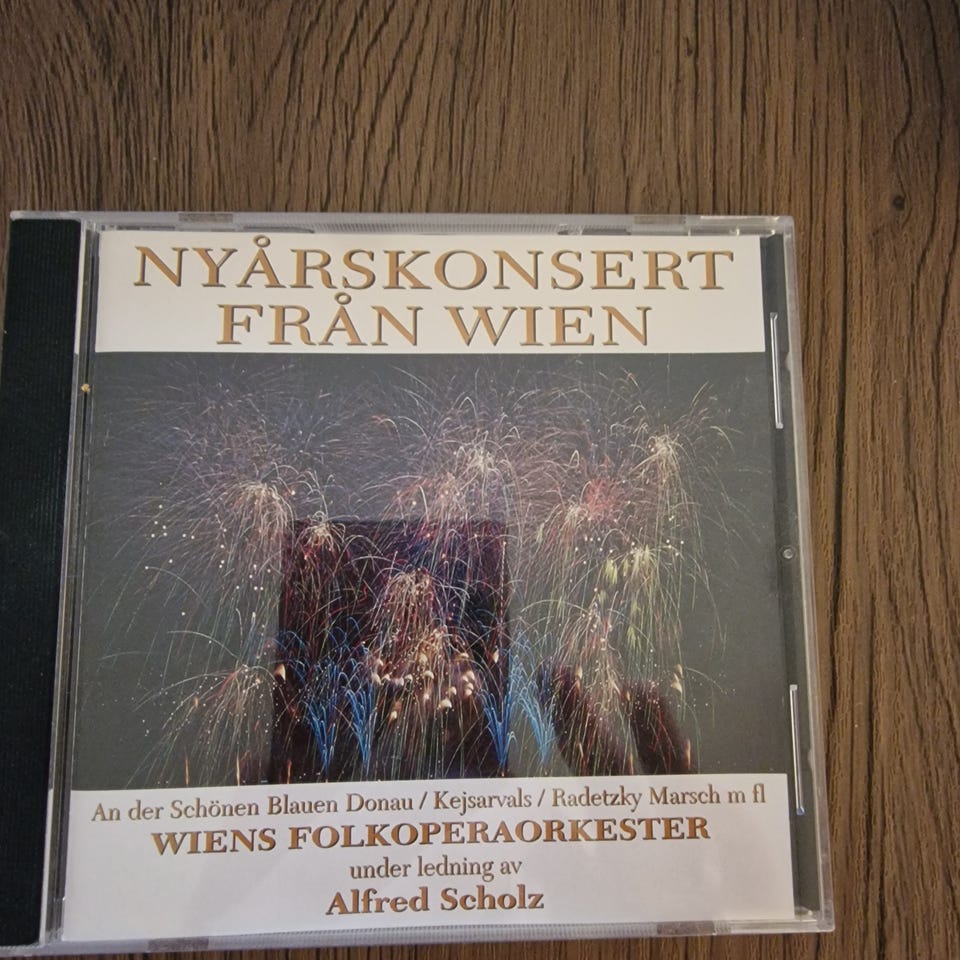 NYÅRSKONSERT
FRÅN WIEN
An der Schönen Blauen Donau / Kejsarvals / Radetzky Marsch m fl
WIENS FOLKOPERAORKESTER
under ledning av
Alfred Scholz